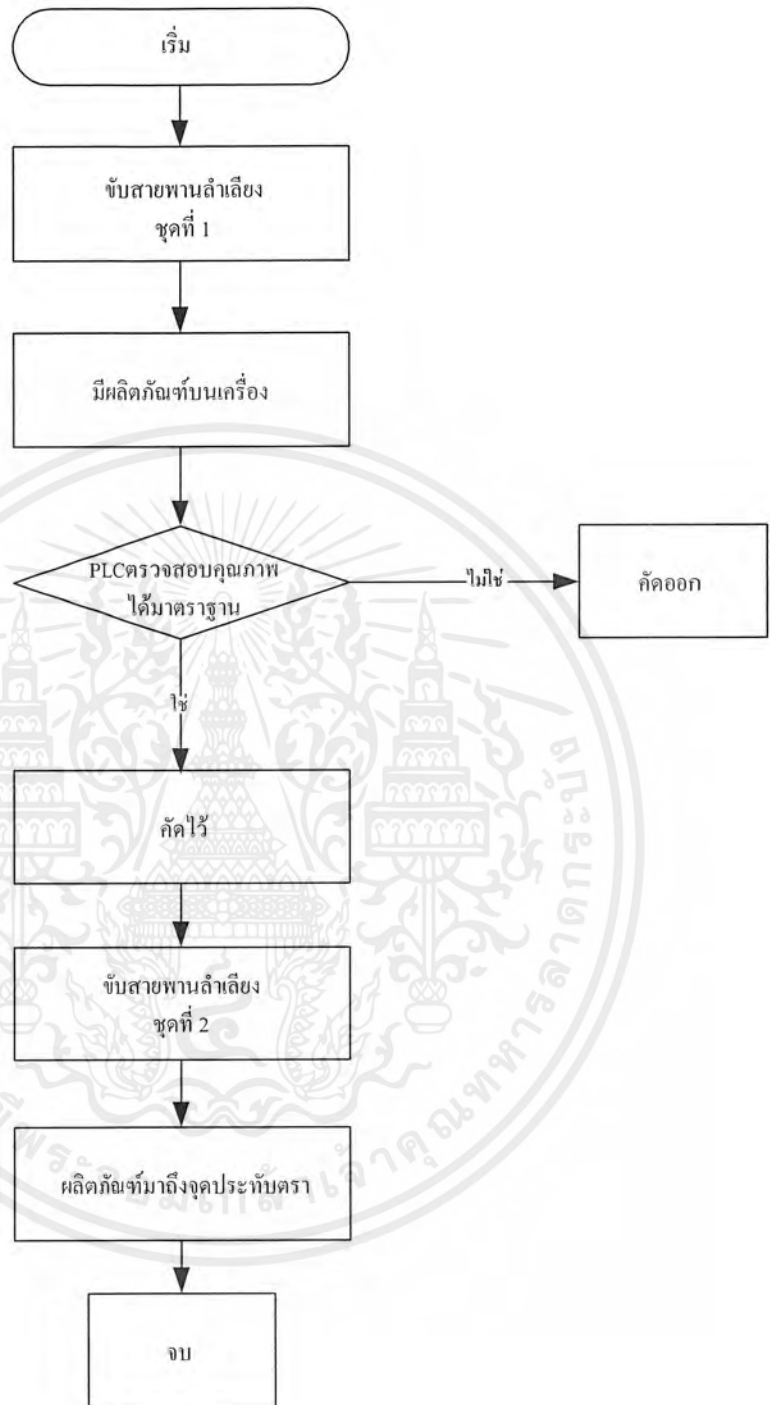 เริ่ม
ขับสายพานลำเลียง
ชุดที่ 1
มีผลิตภัณฑ์บนเครื่อง
PLCตรวจสอบคุณภาพ
ได้มาตราฐาน
ไม่ใช่
คัดออก
ใช่
คัดไว้
ขับสายพานลำเลียง
ชุดที่ 2
ผลิตภัณฑ์มาถึงจุดประทับตรา
จบ